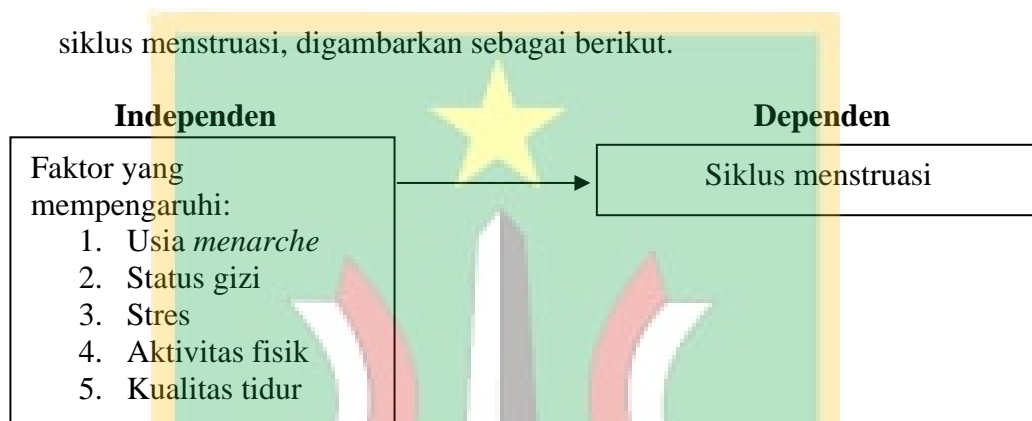 siklus menstruasi, digambarkan sebagai berikut.
Independen
Dependen
Faktor yang
mempengaruhi:
1. Usia menarche
2. Status gizi
3. Stres
4. Aktivitas fisik
5. Kualitas tidur
Siklus menstruasi